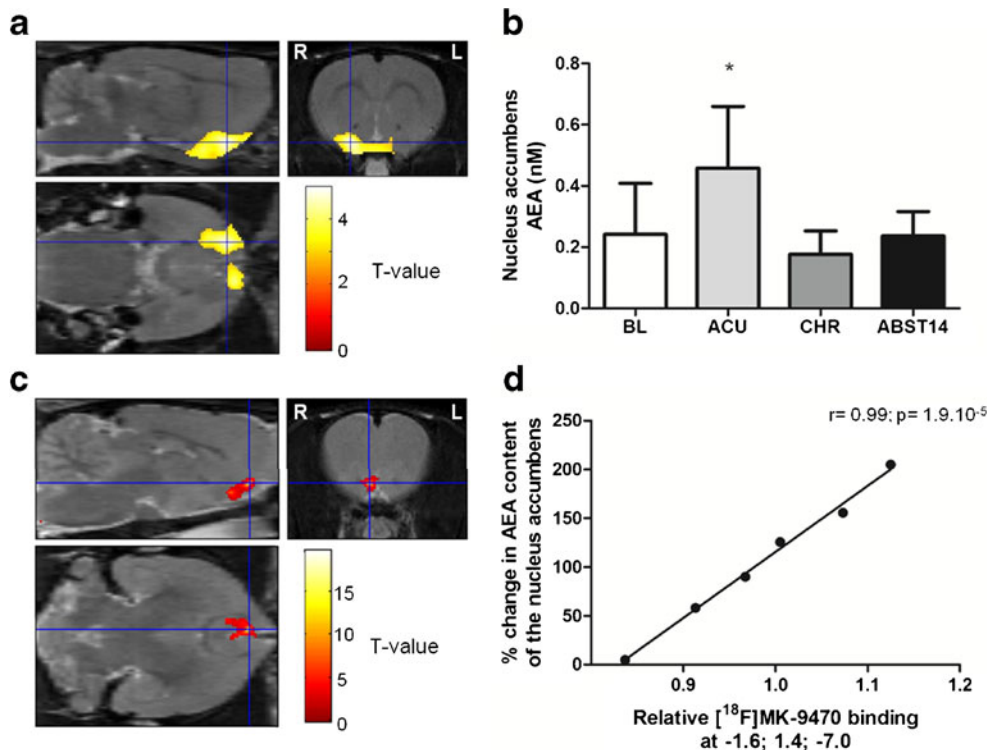 a
R L
4
2
0
T-value
b
Nucleus accumbens
AEA (nM)
0.8
0.6
0.4
0.2
0.0
*
BL ACU CHR ABST14
c
R L
15
10
5
0
T-value
d
r= 0.99; p= 1.9.10⁻⁵
% change in AEA content
of the nucleus accumbens
250
200
150
100
50
0
0.9 1.0 1.1 1.2
Relative [¹⁸F]MK-9470 binding
at -1.6; 1.4; -7.0